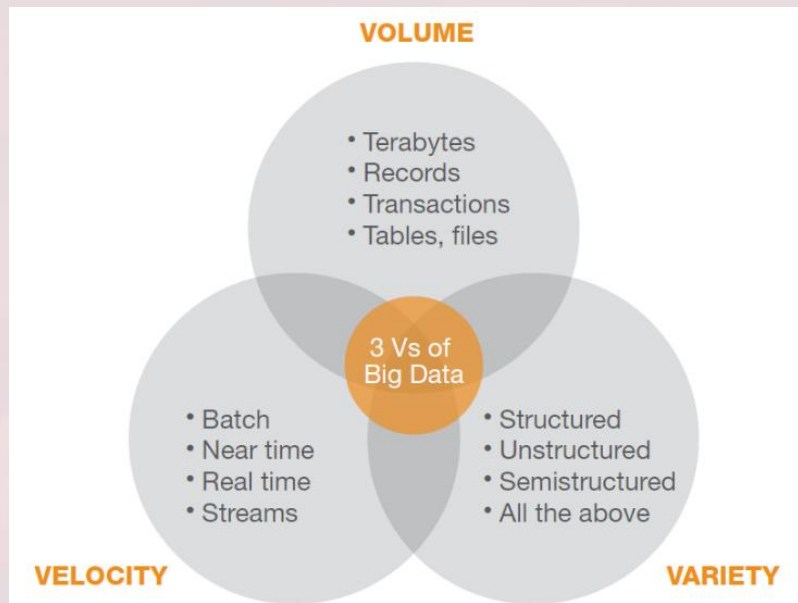 VOLUME
• Terabytes
• Records
• Transactions
• Tables, files
3 Vs of
Big Data
• Batch
• Near time
• Real time
• Streams
• Structured
• Unstructured
• Semistructured
• All the above
VELOCITY
VARIETY